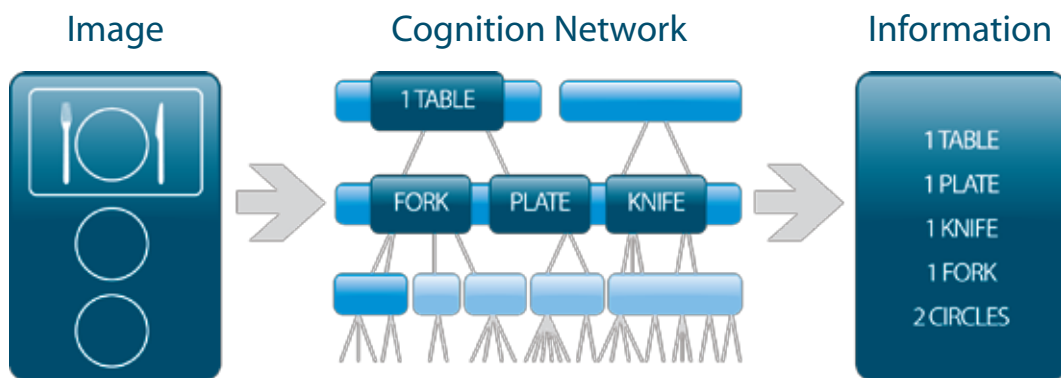 Image
Cognition Network
Information
1 TABLE
FORK
PLATE
KNIFE
1 TABLE
1 PLATE
1 KNIFE
1 FORK
2 CIRCLES